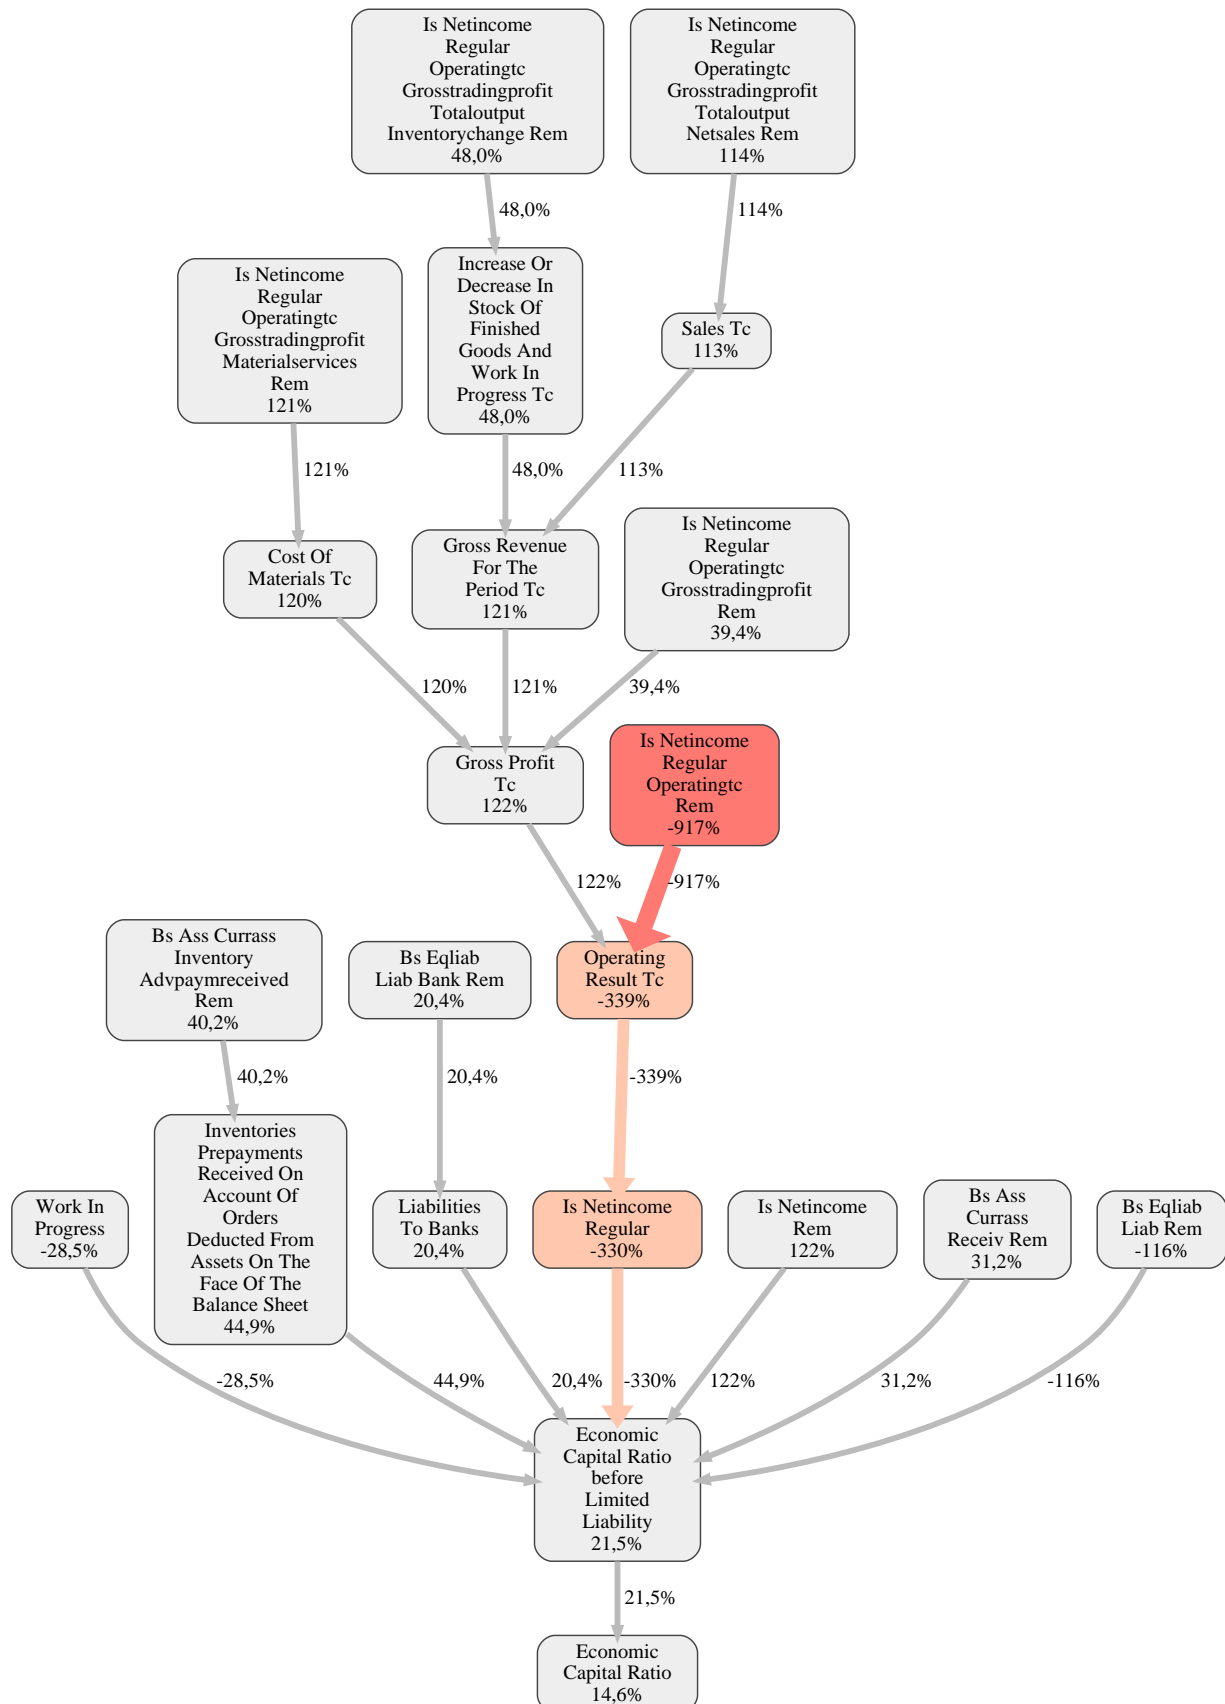 Is Netincome
Regular
Operatingtc
Grosstradingprofit
Totaloutput
Inventorychange Rem
48,0%
Is Netincome
Regular
Operatingtc
Grosstradingprofit
Totaloutput
Netsales Rem
114%
48,0%
114%
Is Netincome
Regular
Operatingtc
Grosstradingprofit
Materialservices
Rem
121%
Increase Or
Decrease In
Stock Of
Finished
Goods And
Work In
Progress Tc
48,0%
Sales Tc
113%
121%
48,0%
113%
Cost Of
Materials Tc
120%
Gross Revenue
For The
Period Tc
121%
Is Netincome
Regular
Operatingtc
Grosstradingprofit
Rem
39,4%
120%
121%
39,4%
Gross Profit
Tc
122%
Is Netincome
Regular
Operatingtc
Rem
-917%
122%
-917%
Bs Ass Currass
Inventory
Advpaymreceived
Rem
40,2%
Bs Eqliab
Liab Bank Rem
20,4%
Operating
Result Tc
-339%
40,2%
20,4%
-339%
Work In
Progress
-28,5%
Inventories
Prepayments
Received On
Account Of
Orders
Deducted From
Assets On The
Face Of The
Balance Sheet
44,9%
Liabilities
To Banks
20,4%
Is Netincome
Regular
-330%
Is Netincome
Rem
122%
Bs Ass
Currass
Receiv Rem
31,2%
Bs Eqliab
Liab Rem
-116%
-28,5%
44,9%
20,4%
-330%
122%
31,2%
-116%
Economic
Capital Ratio
before
Limited
Liability
21,5%
21,5%
Economic
Capital Ratio
14,6%